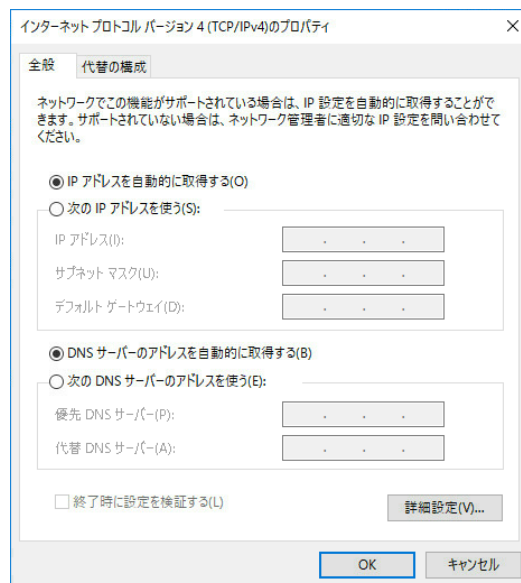 インターネット プロトコル バージョン 4 (TCP/IPv4)のプロパティ
全般
代替の構成
ネットワークでこの機能がサポートされている場合は、IP 設定を自動的に取得することがで
きます。サポートされていない場合は、ネットワーク管理者に適切な IP 設定を問い合わせて
ください。
IP アドレスを自動的に取得する(O)
次の IP アドレスを使う(S):
IP アドレス(I):
サブネット マスク(U):
デフォルト ゲートウェイ(D):
DNS サーバーのアドレスを自動的に取得する(B)
次の DNS サーバーのアドレスを使う(E):
優先 DNS サーバー(P):
代替 DNS サーバー(A):
終了時に設定を検証する(L)
詳細設定(V)...
OK
キャンセル